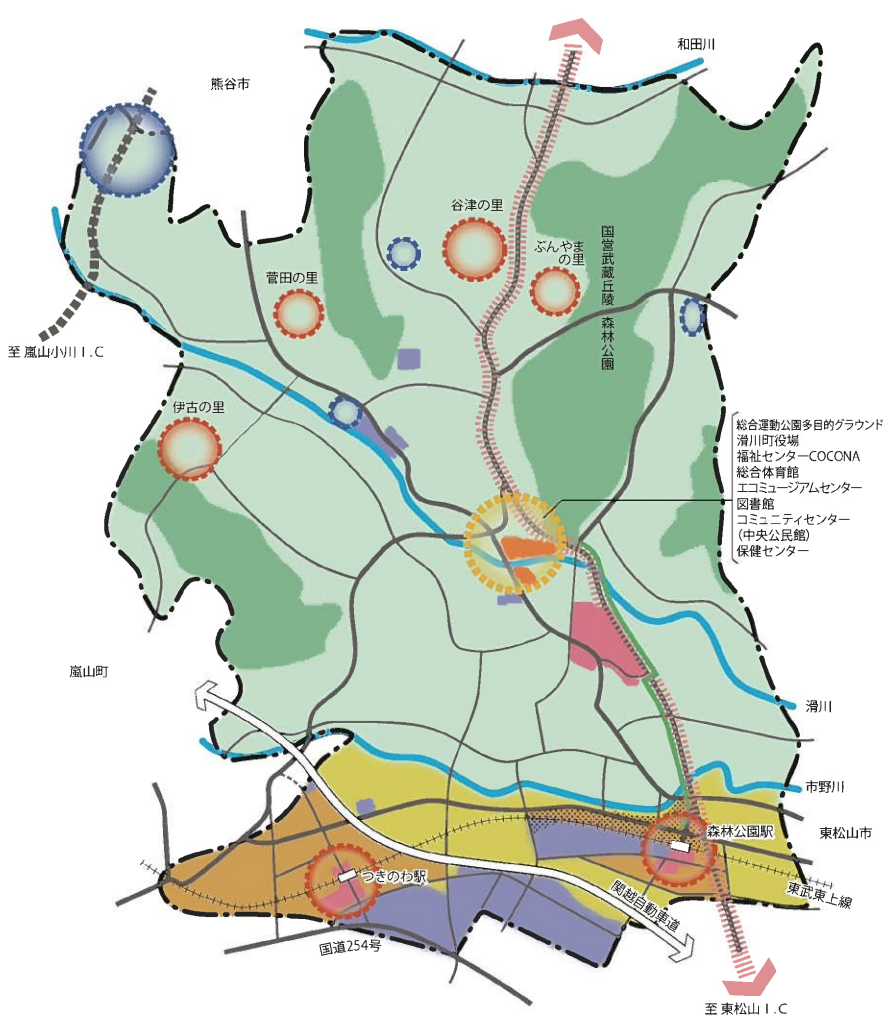 和田川
熊谷市
谷津の里
ぶんやま
の里
国営武蔵丘陵 森林公園
菅田の里
至 嵐山小川 I.C
伊古の里
総合運動公園多目的グラウンド
滑川町役場
福祉センターCOCONA
総合体育館
エコミュージアムセンター
図書館
コミュニティセンター
(中央公民館)
保健センター
嵐山町
滑川
市野川
森林公園駅
東松山市
つきのわ駅
関越自動車道
東武東上線
国道254号
至 東松山 I.C